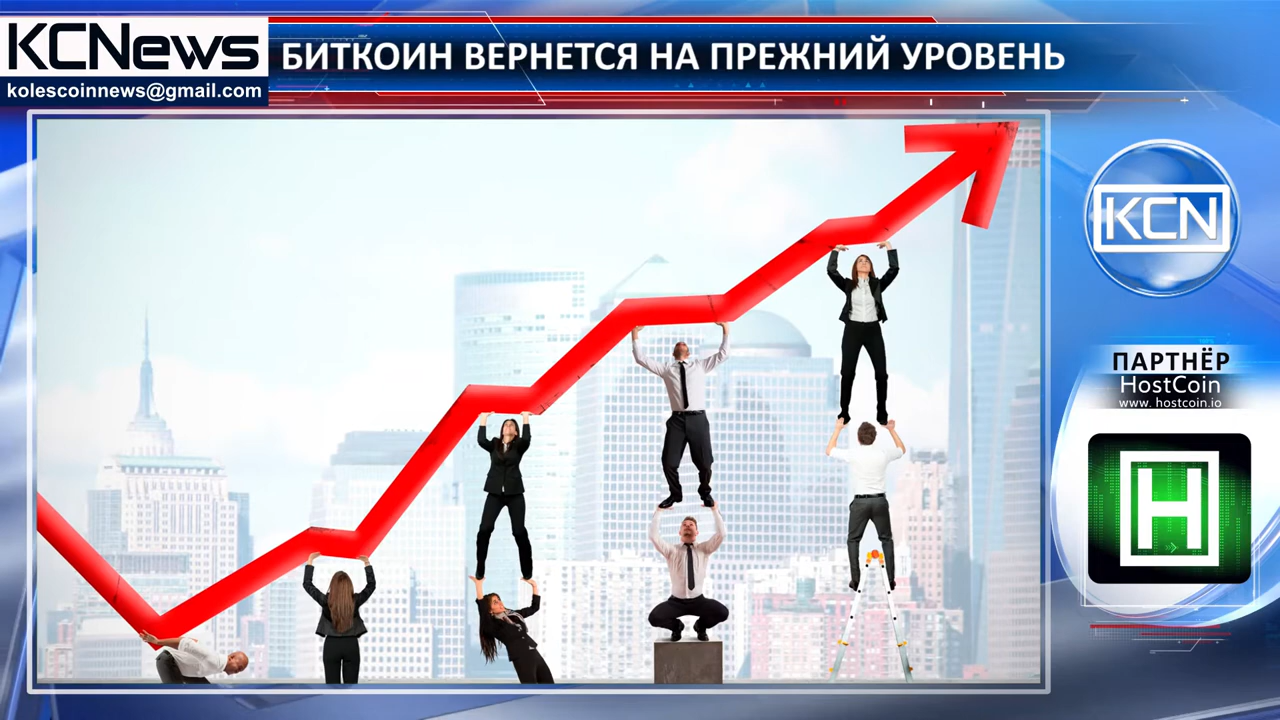 KCNews
kolescoinnews@gmail.com
БИТКОИН ВЕРНЕТСЯ НА ПРЕЖНИЙ УРОВЕНЬ
KCN
ПАРТНЁР
HostCoin
www. hostcoin.io
H